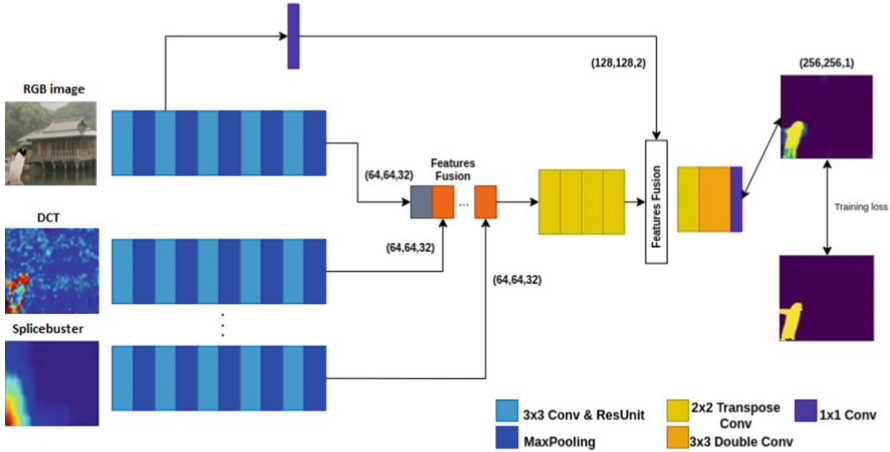 (128,128,2)
(256,256,1)
RGB image
Features
Fusion
(64,64,32)
...
Features Fusion
Training loss
DCT
(64,64,32)
(64,64,32)
Splicebuster
3x3 Conv & ResUnit
MaxPooling
2x2 Transpose
Conv
3x3 Double Conv
1x1 Conv